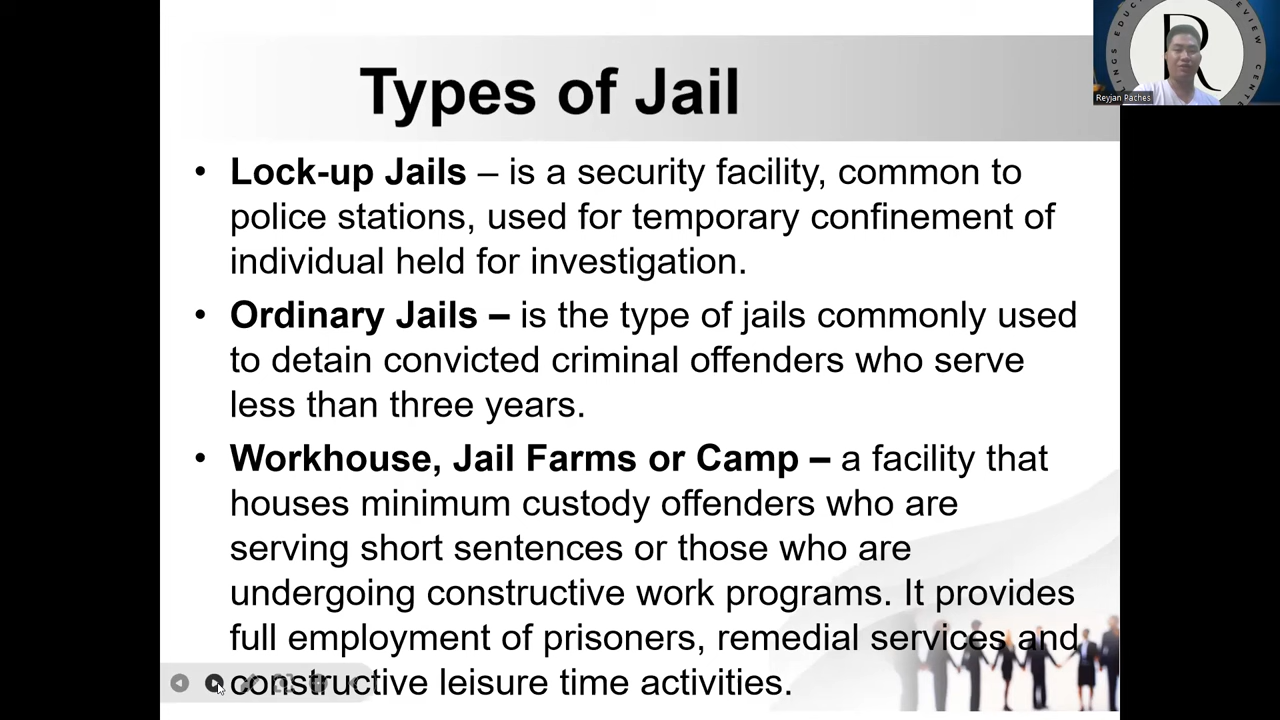 Types of Jail
• Lock-up Jails – is a security facility, common to
police stations, used for temporary confinement of
individual held for investigation.
• Ordinary Jails – is the type of jails commonly used
to detain convicted criminal offenders who serve
less than three years.
• Workhouse, Jail Farms or Camp – a facility that
houses minimum custody offenders who are
serving short sentences or those who are
undergoing constructive work programs. It provides
full employment of prisoners, remedial services and
constructive leisure time activities.
R
Reyjan Paches